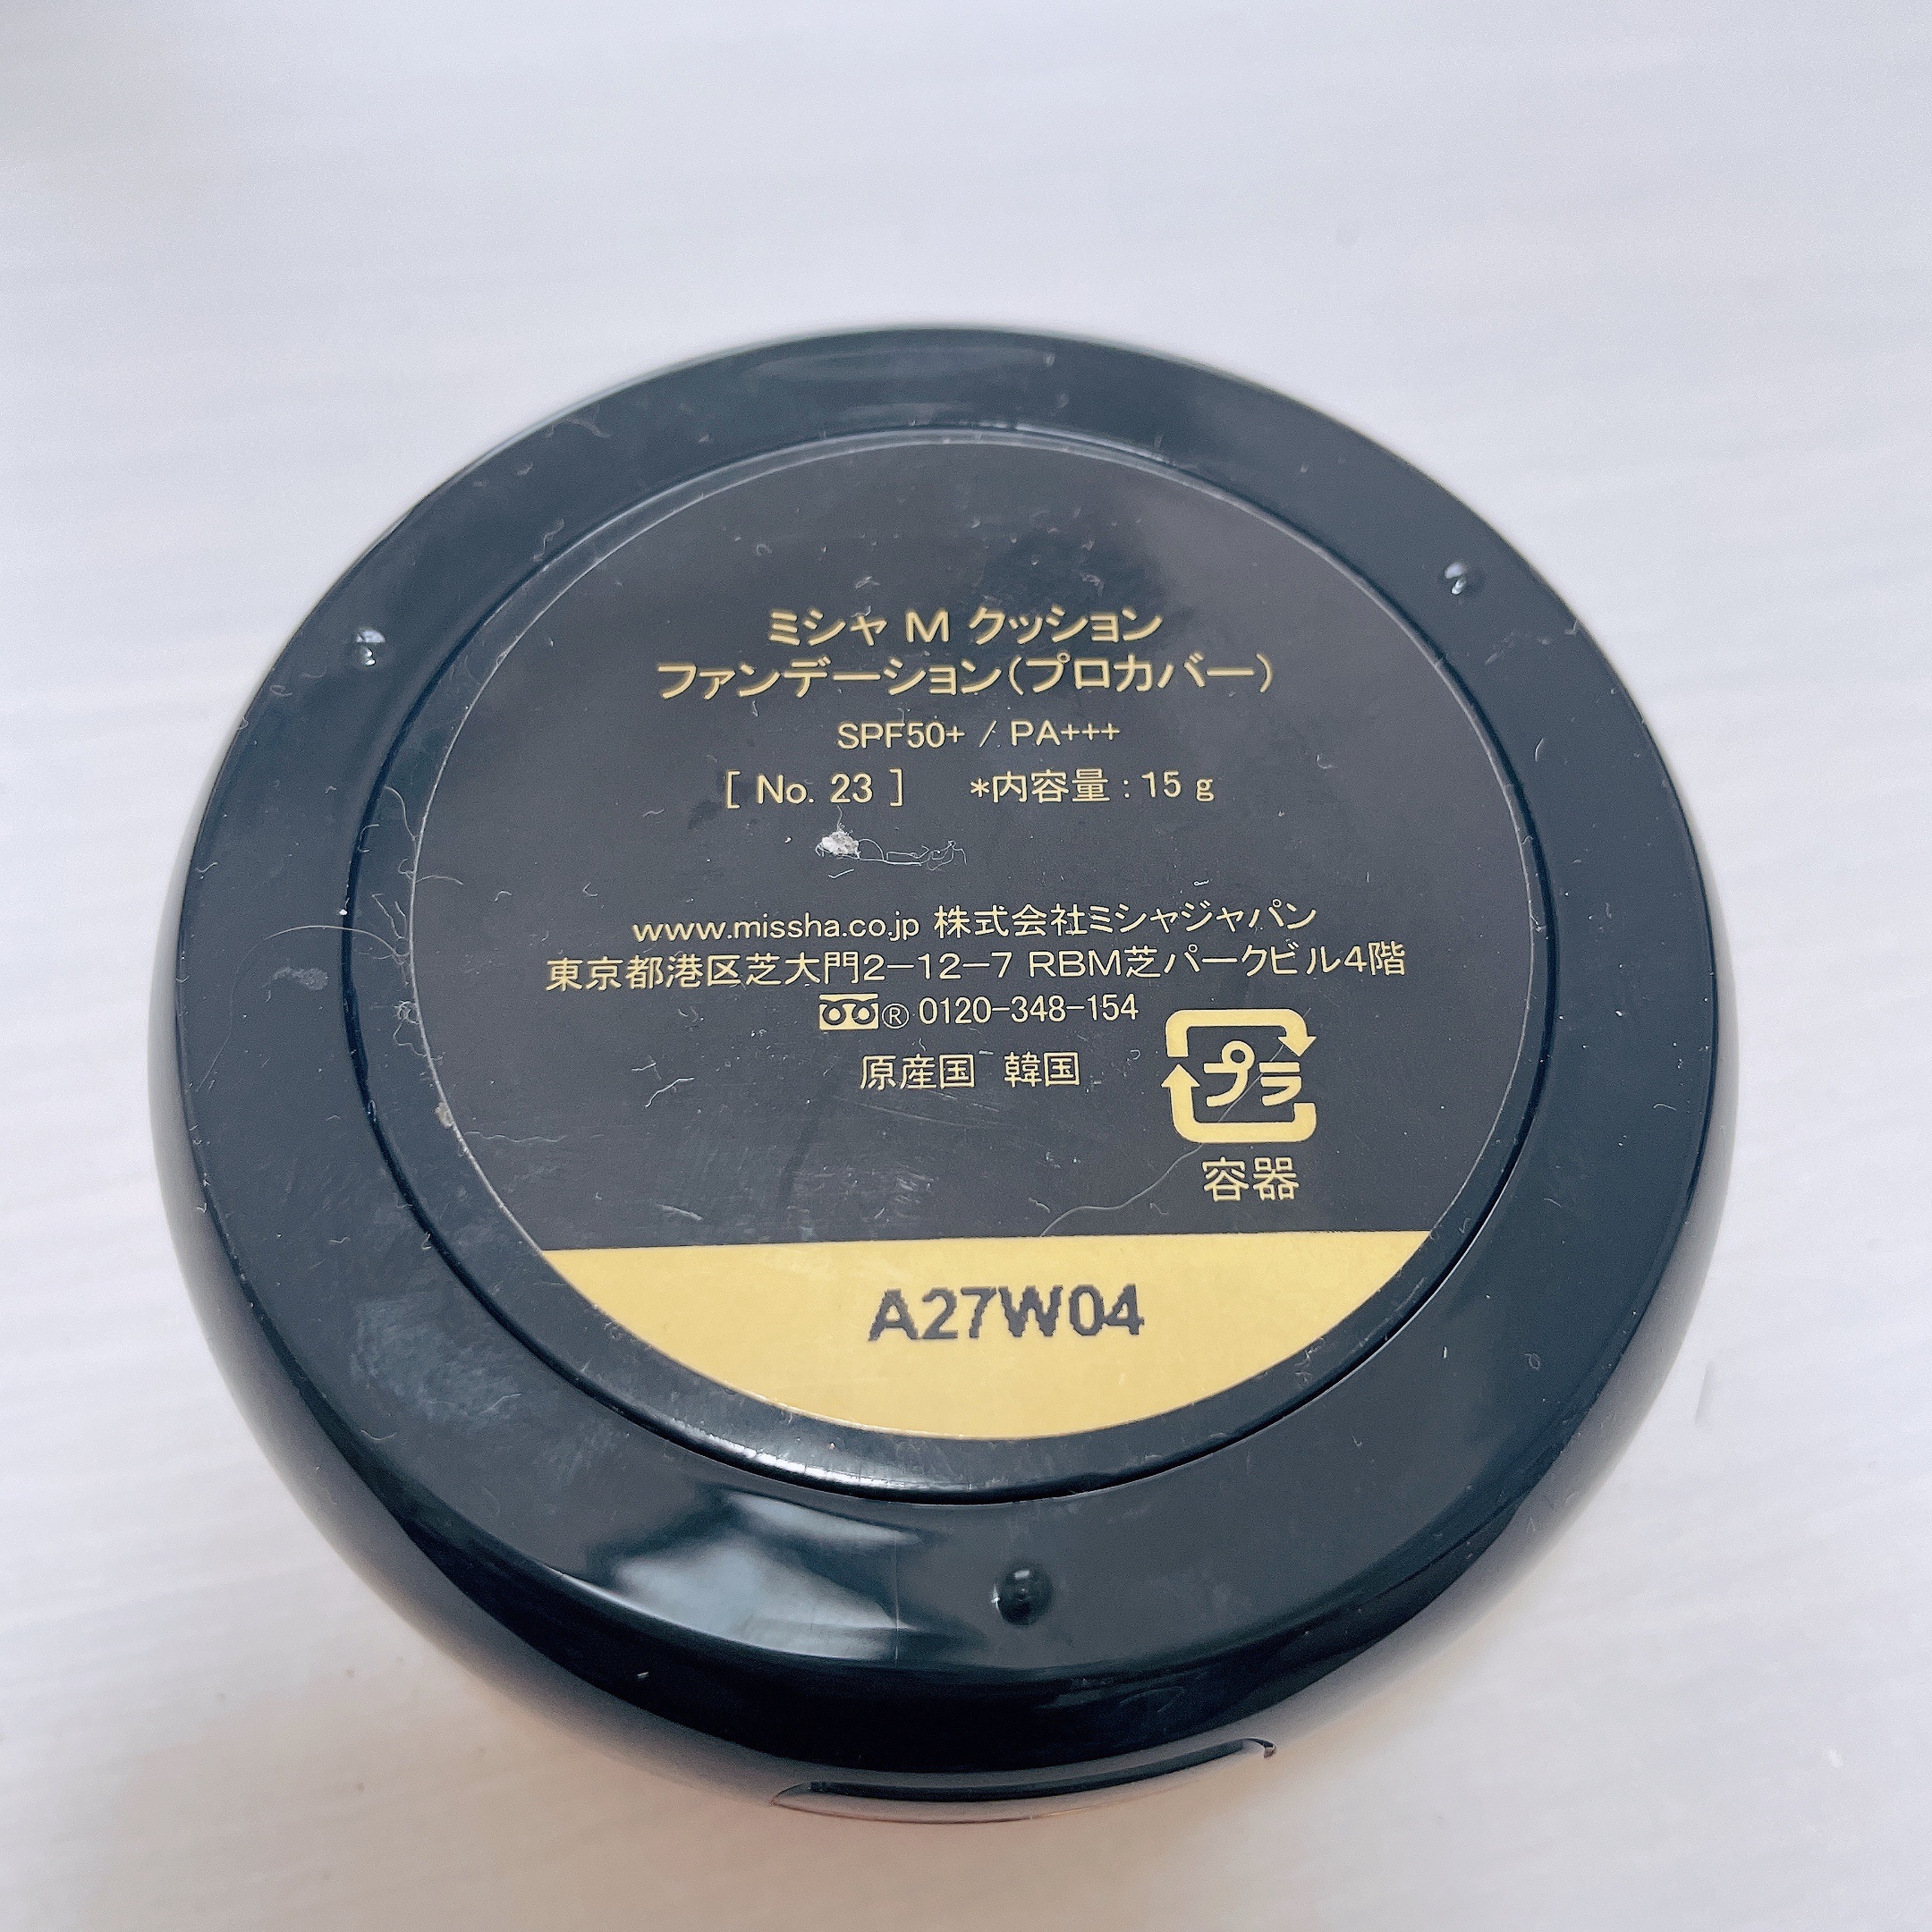 ミシャ M クッション
ファンデーション(プロカバー)
SPF50+ / PA+++
[ No. 23 ] *内容量 : 15 g
www.missha.co.jp 株式会社ミシャジャパン
東京都港区芝大門2-12-7 RBM芝パークビル4階
® 0120-348-154
原産国 韓国
プラ
容器
A27W04